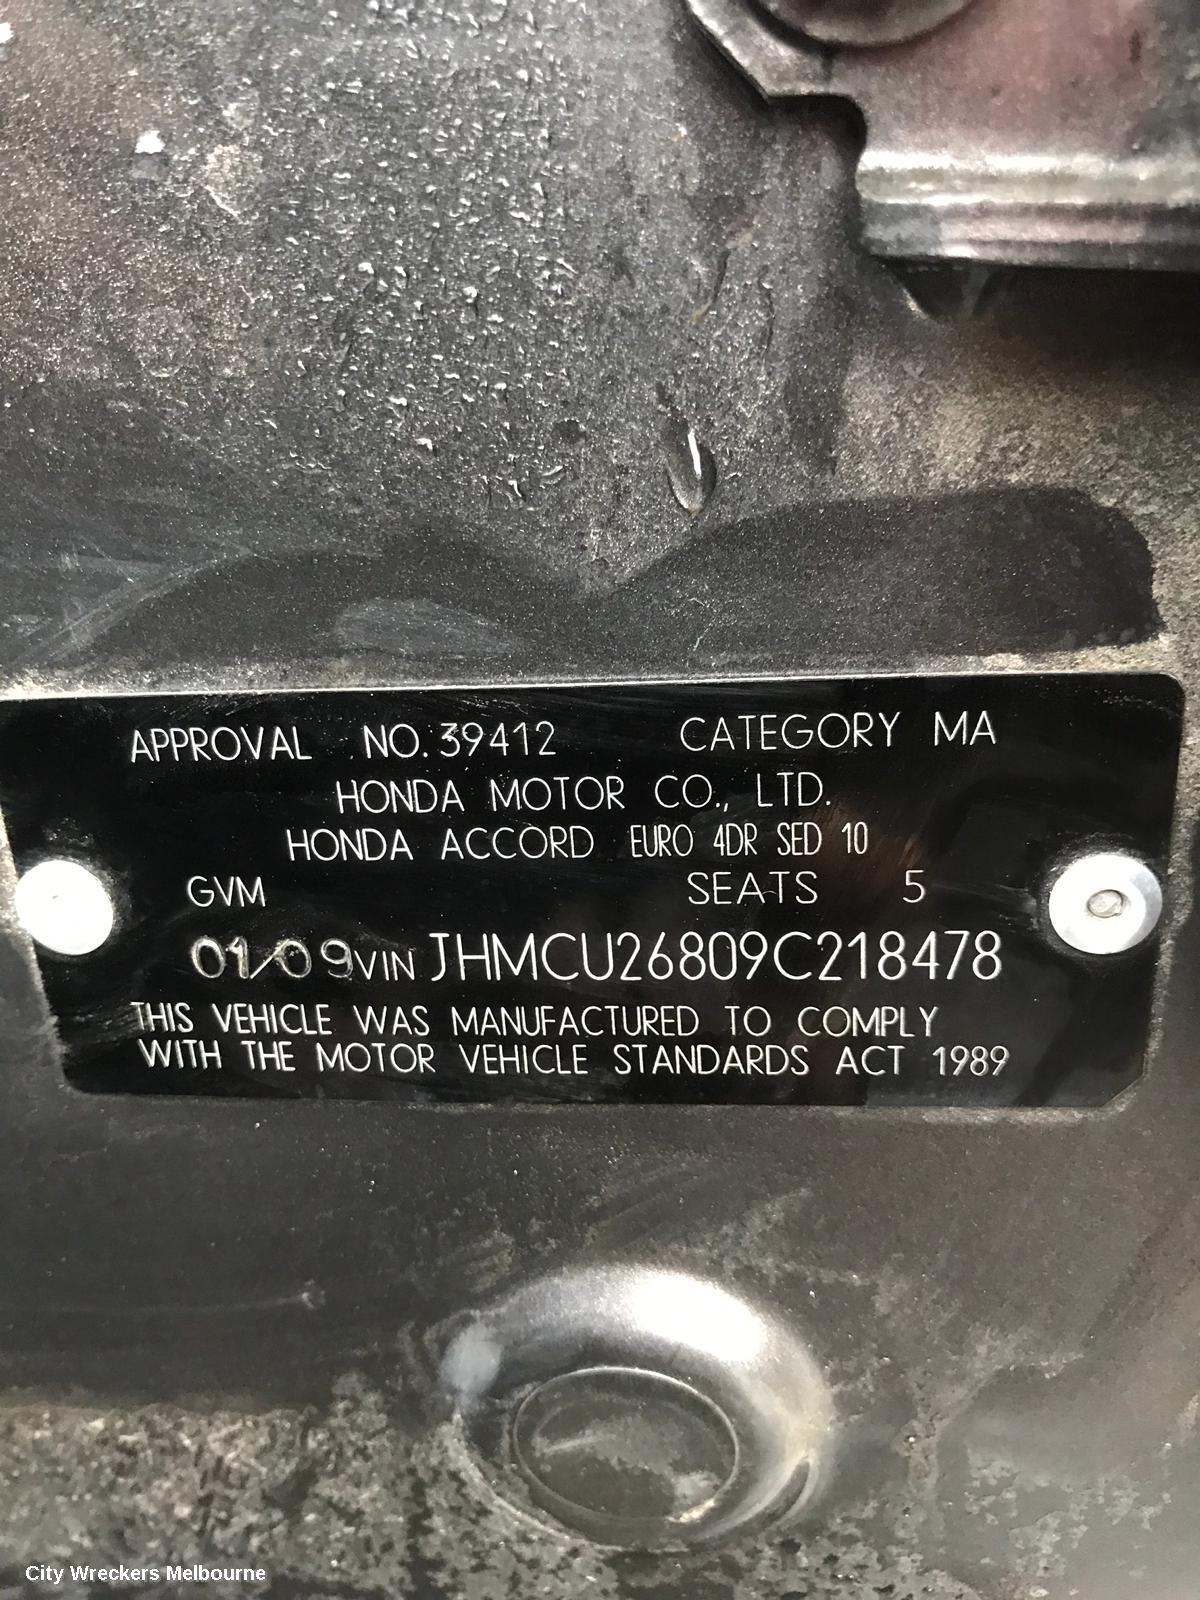 APPROVAL NO. 39412 CATEGORY MA
HONDA MOTOR CO., LTD.
HONDA ACCORD EURO 4DR SED 10
GVM SEATS 5
01/09 VIN JHMCU26809C218478
THIS VEHICLE WAS MANUFACTURED TO COMPLY
WITH THE MOTOR VEHICLE STANDARDS ACT 1989
City Wreckers Melbourne